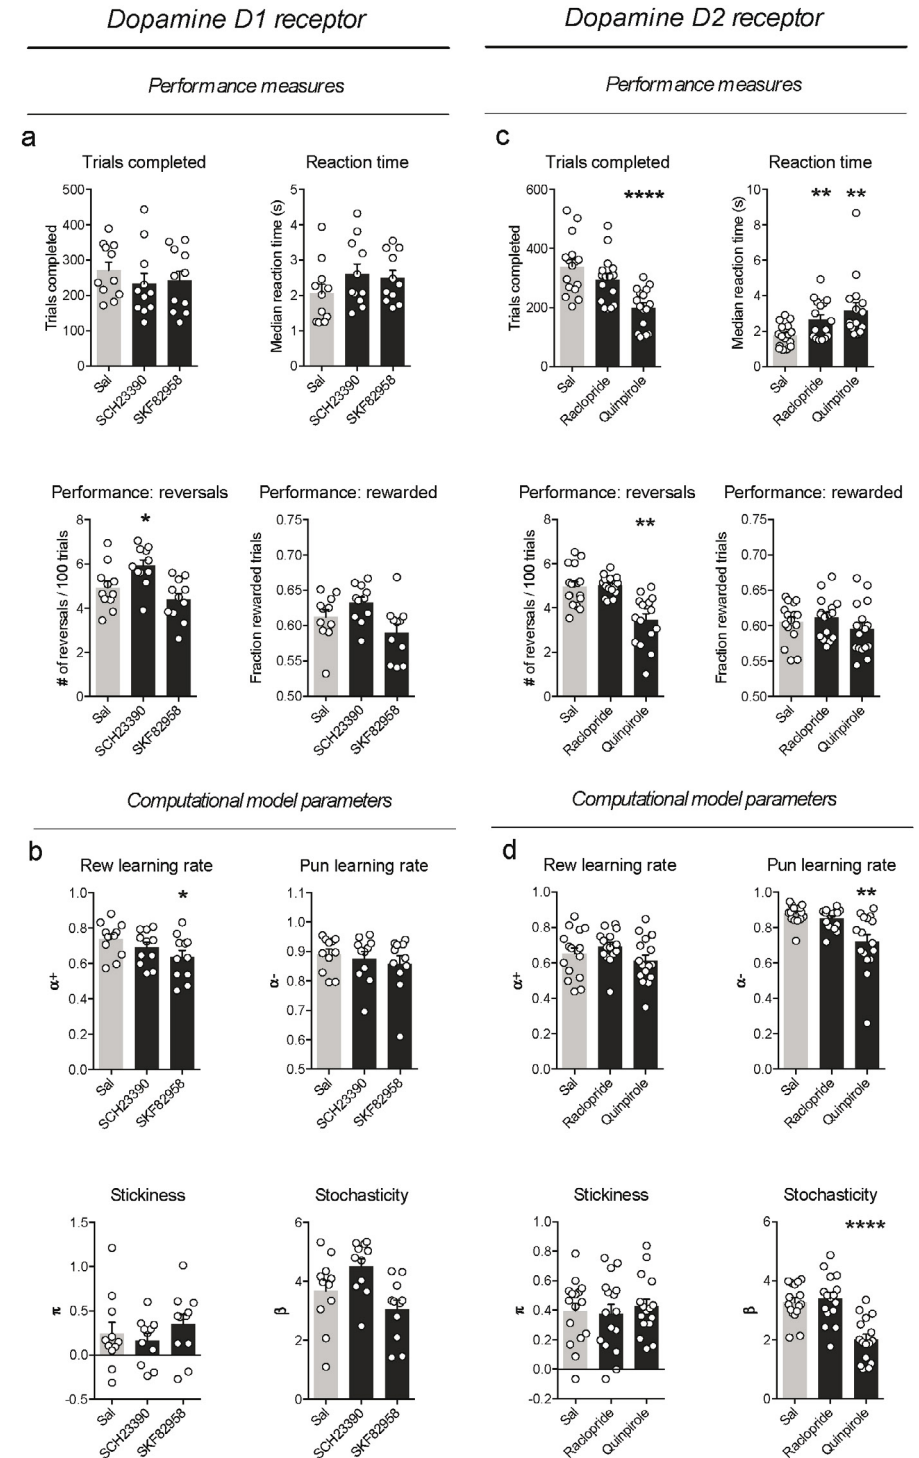 Dopamine D1 receptor
Performance measures
a
Trials completed
Trials completed
500
400
300
200
100
0
Sal
SCH23390
SKF82958
Reaction time
Median reaction time (s)
5
4
3
2
1
0
Sal
SCH23390
SKF82958
Performance: reversals
# of reversals / 100 trials
8
6
4
2
0
*
Sal
SCH23390
SKF82958
Performance: rewarded
Fraction rewarded trials
0.75
0.70
0.65
0.60
0.55
0.50
Sal
SCH23390
SKF82958
Computational model parameters
b
Rew learning rate
α+
1.0
0.8
0.6
0.4
0.2
0.0
*
Sal
SCH23390
SKF82958
Pun learning rate
α-
1.1
1.0
0.9
0.8
0.7
0.6
0.5
Sal
SCH23390
SKF82958
Stickiness
π
1.5
1.0
0.5
0.0
-0.5
Sal
SCH23390
SKF82958
Stochasticity
β
6
4
2
0
Sal
SCH23390
SKF82958
Dopamine D2 receptor
Performance measures
c
Trials completed
Trials completed
600
400
200
0
****
Sal
Raclopride
Quinpirole
Reaction time
Median reaction time (s)
10
8
6
4
2
0
**
**
Sal
Raclopride
Quinpirole
Performance: reversals
# of reversals / 100 trials
8
6
4
2
0
**
Sal
Raclopride
Quinpirole
Performance: rewarded
Fraction rewarded trials
0.75
0.70
0.65
0.60
0.55
0.50
Sal
Raclopride
Quinpirole
Computational model parameters
d
Rew learning rate
α+
1.0
0.8
0.6
0.4
0.2
0.0
Sal
Raclopride
Quinpirole
Pun learning rate
α-
1.0
0.8
0.6
0.4
0.2
0.0
**
Sal
Raclopride
Quinpirole
Stickiness
π
1.0
0.8
0.6
0.4
0.2
0.0
-0.2
Sal
Raclopride
Quinpirole
Stochasticity
β
6
4
2
0
****
Sal
Raclopride
Quinpirole